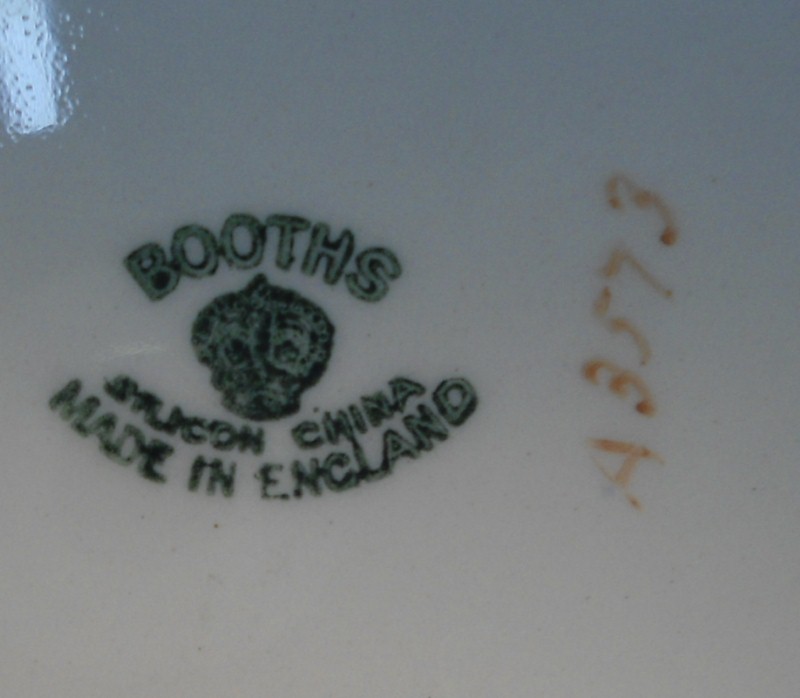 BOOTHS
SILICON CHINA
MADE IN ENGLAND
A3573